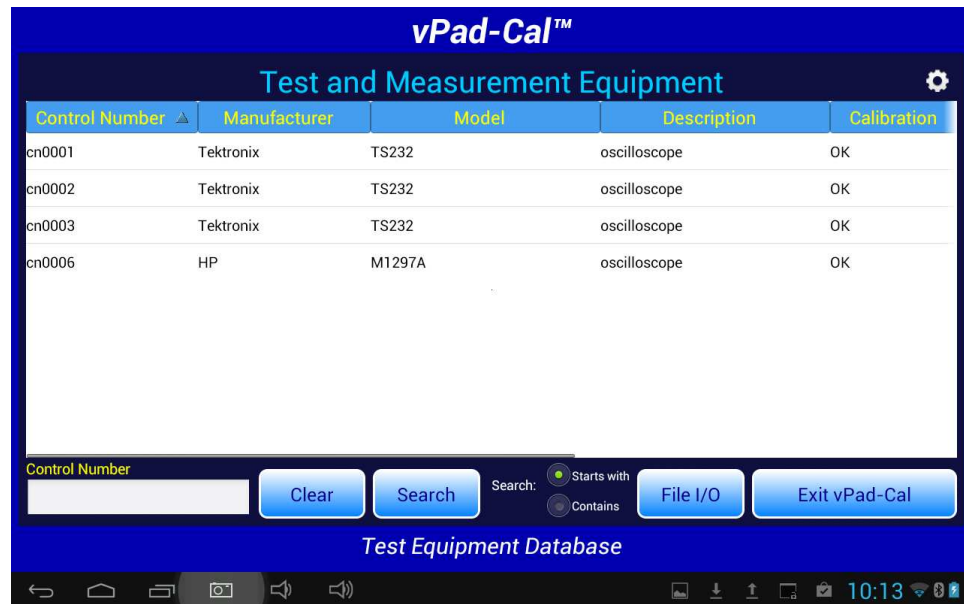 vPad-Cal™
Test and Measurement Equipment
Control Number Manufacturer Model Description Calibration
cn0001 Tektronix TS232 oscilloscope OK
cn0002 Tektronix TS232 oscilloscope OK
cn0003 Tektronix TS232 oscilloscope OK
cn0006 HP M1297A oscilloscope OK
Control Number
Clear Search Search: Starts with File I/O Exit vPad-Cal
Contains
Test Equipment Database
10:13